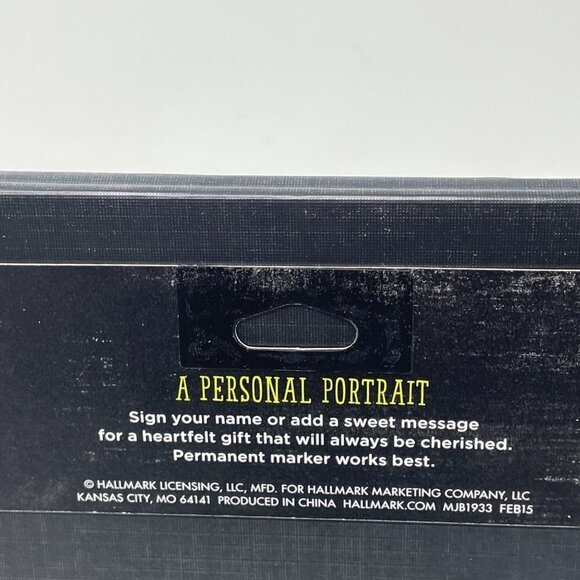 A PERSONAL PORTRAIT
Sign your name or add a sweet message
for a heartfelt gift that will always be cherished.
Permanent marker works best.
© HALLMARK LICENSING, LLC, MFD. FOR HALLMARK MARKETING COMPANY, LLC
KANSAS CITY, MO 64141 PRODUCED IN CHINA HALLMARK.COM MJB1933 FEB15